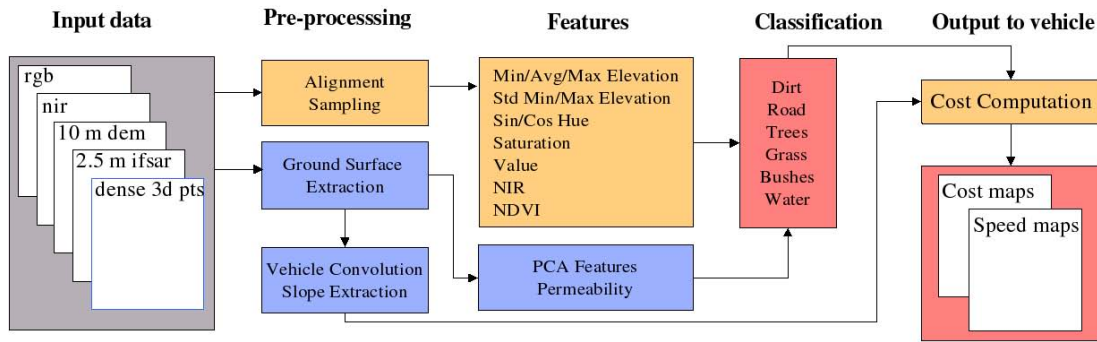 Input data
Pre-processsing
Features
Classification
Output to vehicle
rgb
nir
10 m dem
2.5 m ifsar
dense 3d pts
Alignment
Sampling
Ground Surface
Extraction
Vehicle Convolution
Slope Extraction
Min/Avg/Max Elevation
Std Min/Max Elevation
Sin/Cos Hue
Saturation
Value
NIR
NDVI
PCA Features
Permeability
Dirt
Road
Trees
Grass
Bushes
Water
Cost Computation
Cost maps
Speed maps